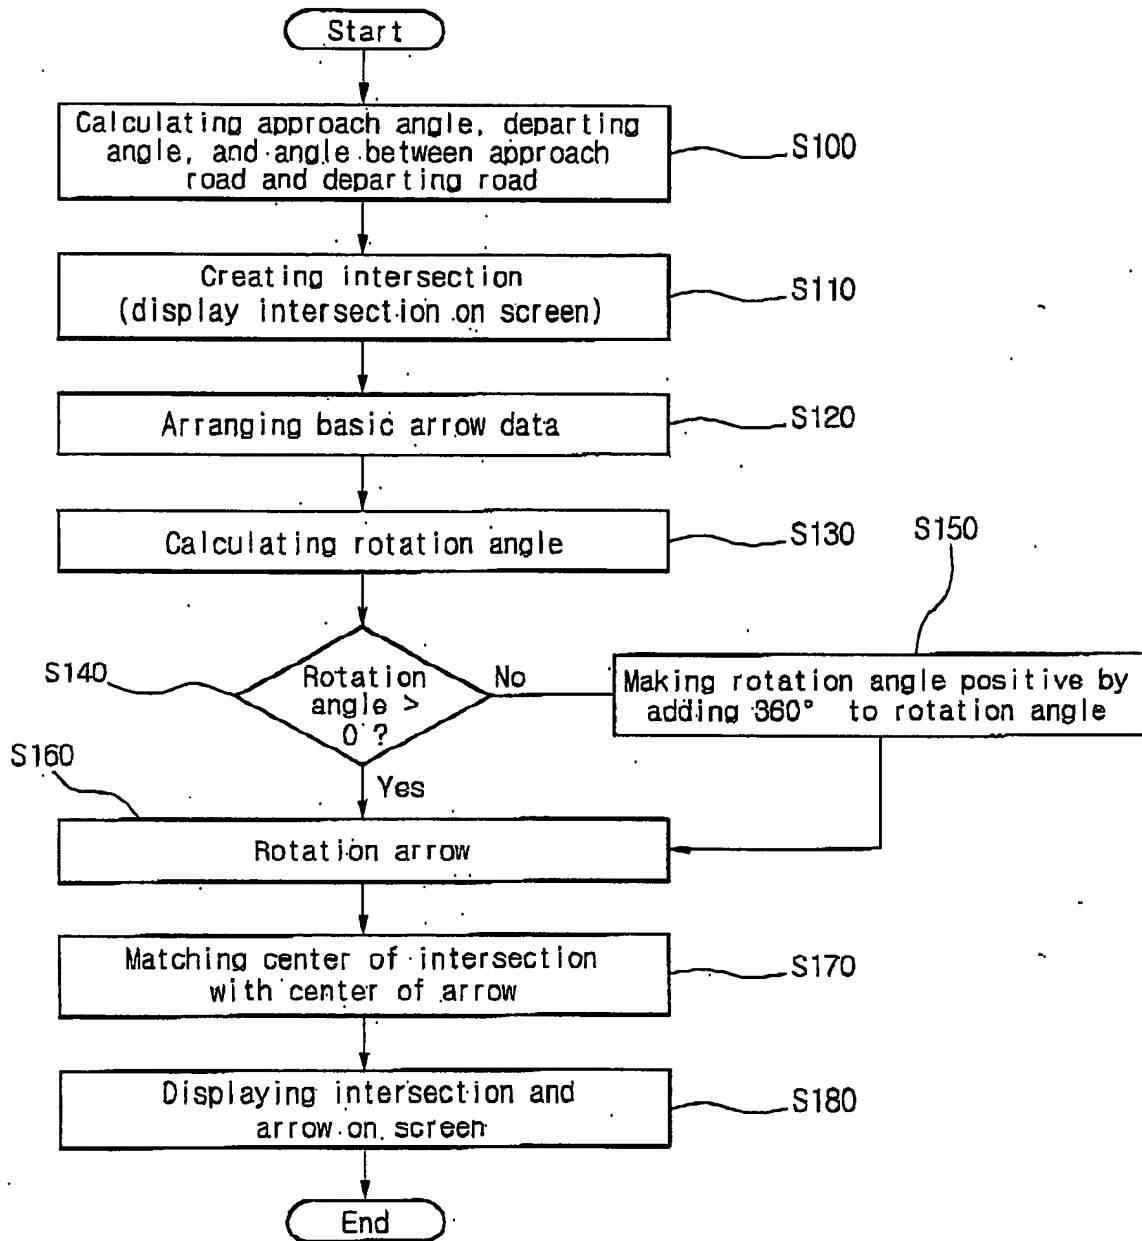 Start
Calculating approach angle, departing
angle, and angle between approach
road and departing road
S100
Creating intersection
(display intersection on screen)
S110
Arranging basic arrow data
S120
Calculating rotation angle
S130
S150
S140
Rotation
angle >
0 ?
No
Making rotation angle positive by
adding 360° to rotation angle
S160
Yes
Rotation arrow
Matching center of intersection
with center of arrow
S170
Displaying intersection and
arrow on screen
S180
End